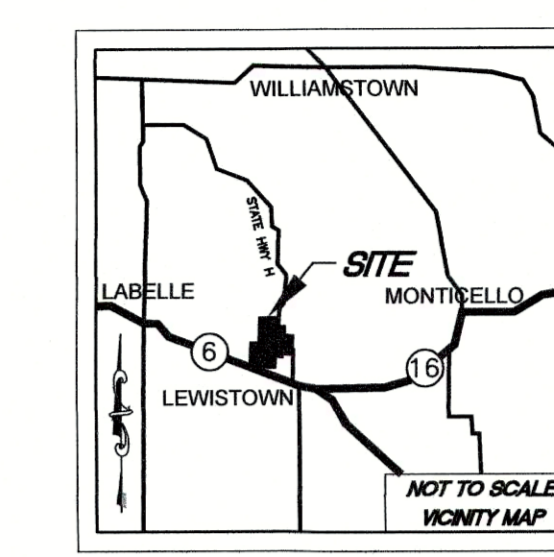 WILLIAMSTOWN
STATE HWY H
SITE
LABELLE
MONTICELLO
6
16
LEWISTOWN
NOT TO SCALE
VICINITY MAP